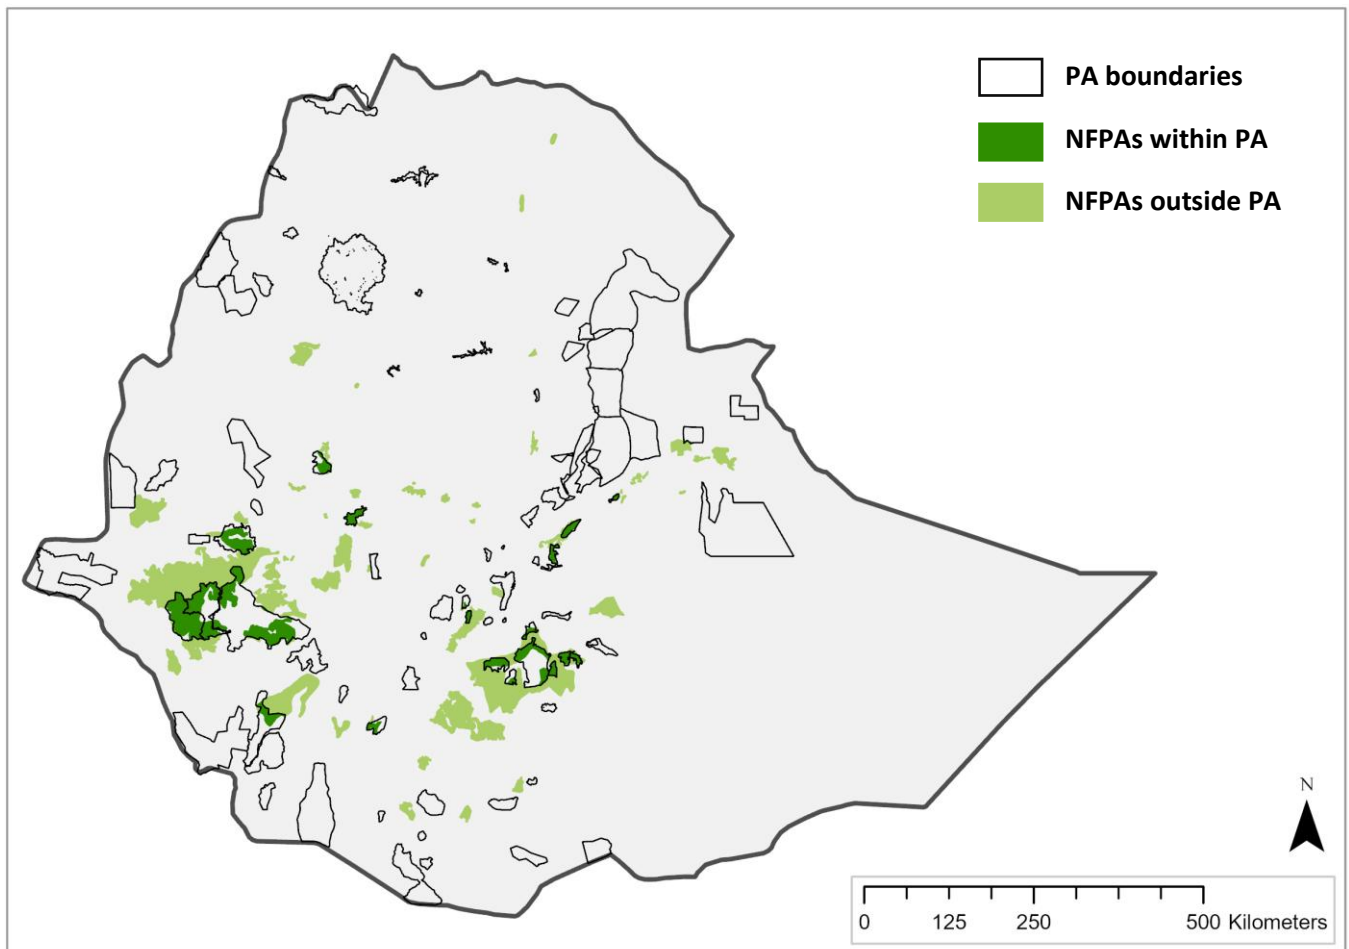 PA boundaries
NFPAs within PA
NFPAs outside PA
N
0 125 250 500 Kilometers